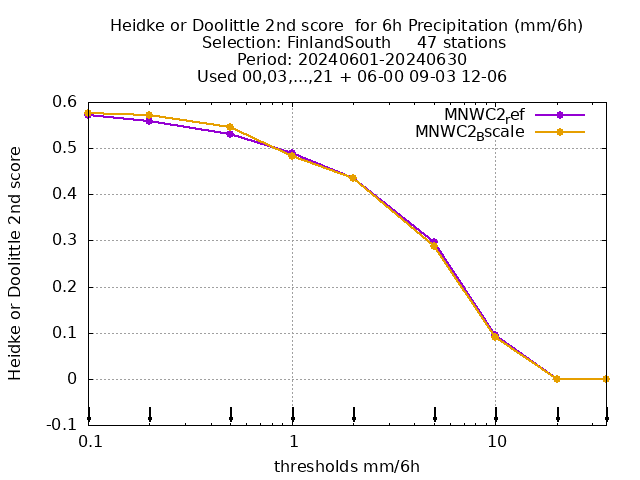 Heidke or Doolittle 2nd score  for 6h Precipitation (mm/6h)
Selection: FinlandSouth     47 stations
Period: 20240601-20240630
Used 00,03,...,21 + 06-00 09-03 12-06
MNWC2ref
MNWC2Bscale
0.6
0.5
0.4
0.3
0.2
0.1
0
-0.1
Heidke or Doolittle 2nd score
0.1
1
10
thresholds mm/6h